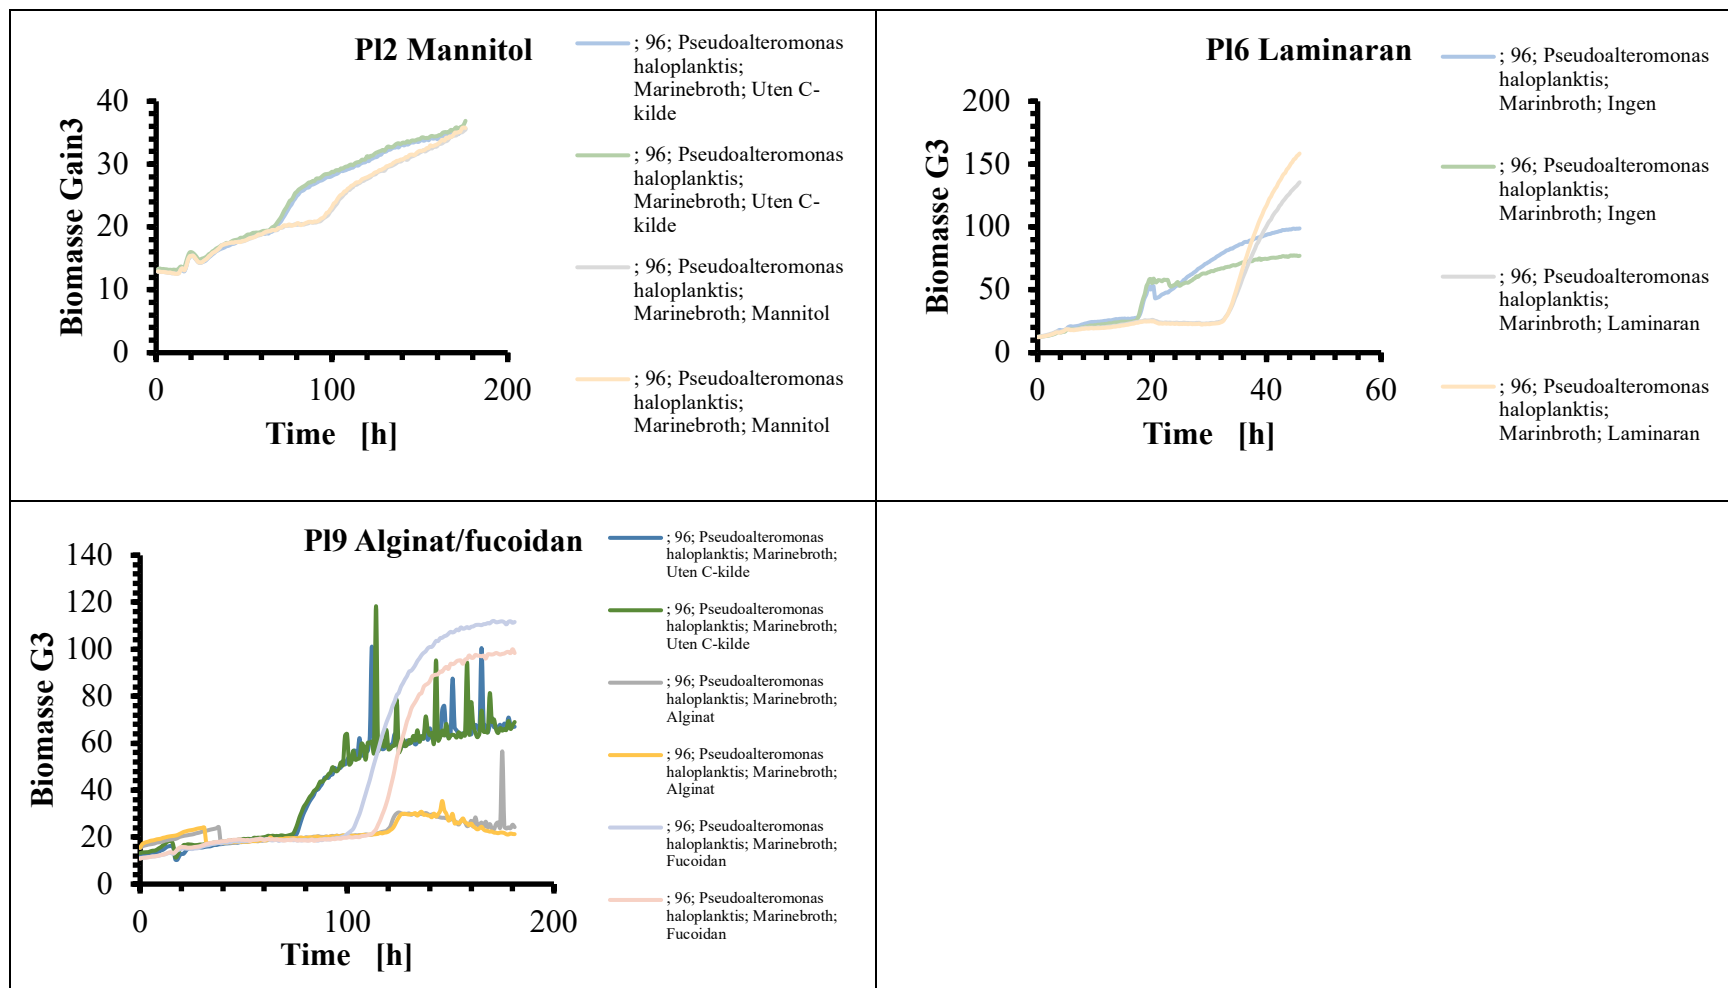 Pl2 Mannitol
Biomasse Gain3
40
30
20
10
0
0
100
200
Time [h]
; 96; Pseudoalteromonas
haloplanktis;
Marinebroth; Uten C-
kilde
; 96; Pseudoalteromonas
haloplanktis;
Marinebroth; Uten C-
kilde
; 96; Pseudoalteromonas
haloplanktis;
Marinebroth; Mannitol
; 96; Pseudoalteromonas
haloplanktis;
Marinebroth; Mannitol
Pl6 Laminaran
Biomasse G3
200
150
100
50
0
0
20
40
60
Time [h]
; 96; Pseudoalteromonas
haloplanktis;
Marinbroth; Ingen
; 96; Pseudoalteromonas
haloplanktis;
Marinbroth; Ingen
; 96; Pseudoalteromonas
haloplanktis;
Marinbroth; Laminaran
; 96; Pseudoalteromonas
haloplanktis;
Marinbroth; Laminaran
Pl9 Alginat/fucoidan
Biomasse G3
140
120
100
80
60
40
20
0
0
100
200
Time [h]
; 96; Pseudoalteromonas
haloplanktis; Marinebroth;
Uten C-kilde
; 96; Pseudoalteromonas
haloplanktis; Marinebroth;
Uten C-kilde
; 96; Pseudoalteromonas
haloplanktis; Marinebroth;
Alginat
; 96; Pseudoalteromonas
haloplanktis; Marinebroth;
Alginat
; 96; Pseudoalteromonas
haloplanktis; Marinebroth;
Fucoidan
; 96; Pseudoalteromonas
haloplanktis; Marinebroth;
Fucoidan